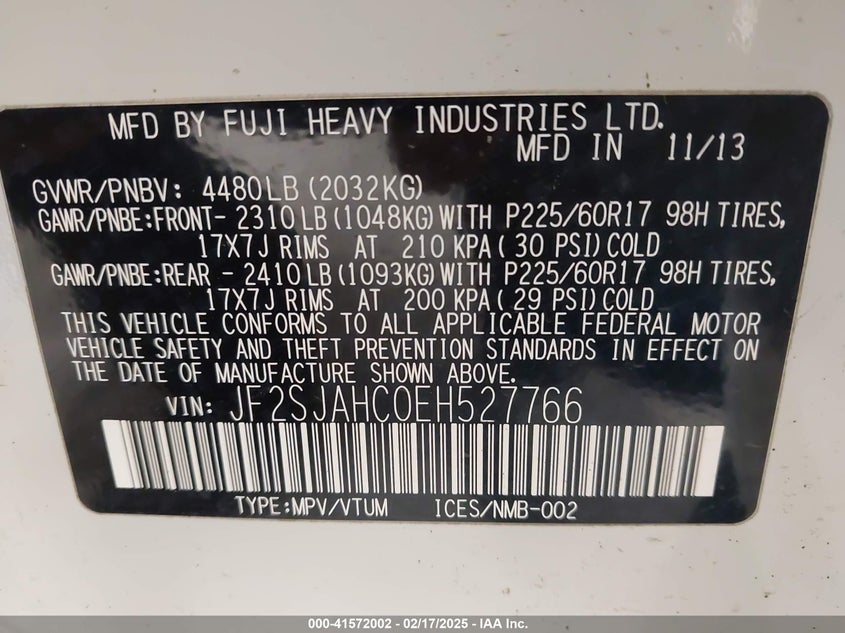 MFD BY FUJI HEAVY INDUSTRIES LTD.
MFD IN 11/13
GVWR/PNBV: 4480LB(2032KG)
GAWR/PNBE:FRONT- 2310LB(1048KG)WITH P225/60R17 98H TIRES,
17X7J RIMS AT 210 KPA(30 PSI)COLD
GAWR/PNBE:REAR - 2410LB(1093KG)WITH P225/60R17 98H TIRES,
17X7J RIMS AT 200 KPA(29 PSI)COLD
THIS VEHICLE CONFORMS TO ALL APPLICABLE FEDERAL MOTOR
VEHICLE SAFETY AND THEFT PREVENTION STANDARDS IN EFFECT ON
THE DATE OF MANUFACTURE SHOWN ABOVE.
VIN: JF2SJAHC0EH527766
TYPE:MPV/VTUM ICES/NMB-002
000-41572002 - 02/17/2025 - IAA Inc.